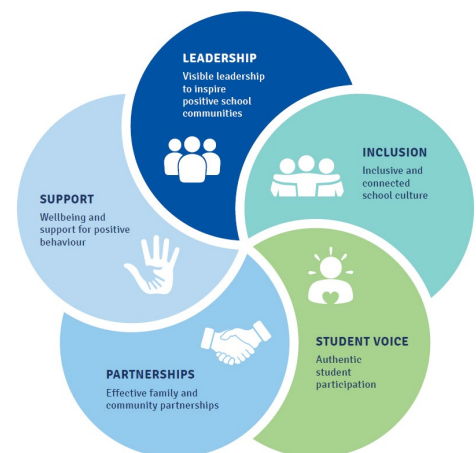 LEADERSHIP
Visible leadership
to inspire
positive school
communities
INCLUSION
Inclusive and
connected
school culture
STUDENT VOICE
Authentic
student
participation
PARTNERSHIPS
Effective family and
community partnerships
SUPPORT
Wellbeing and
support for positive
behaviour